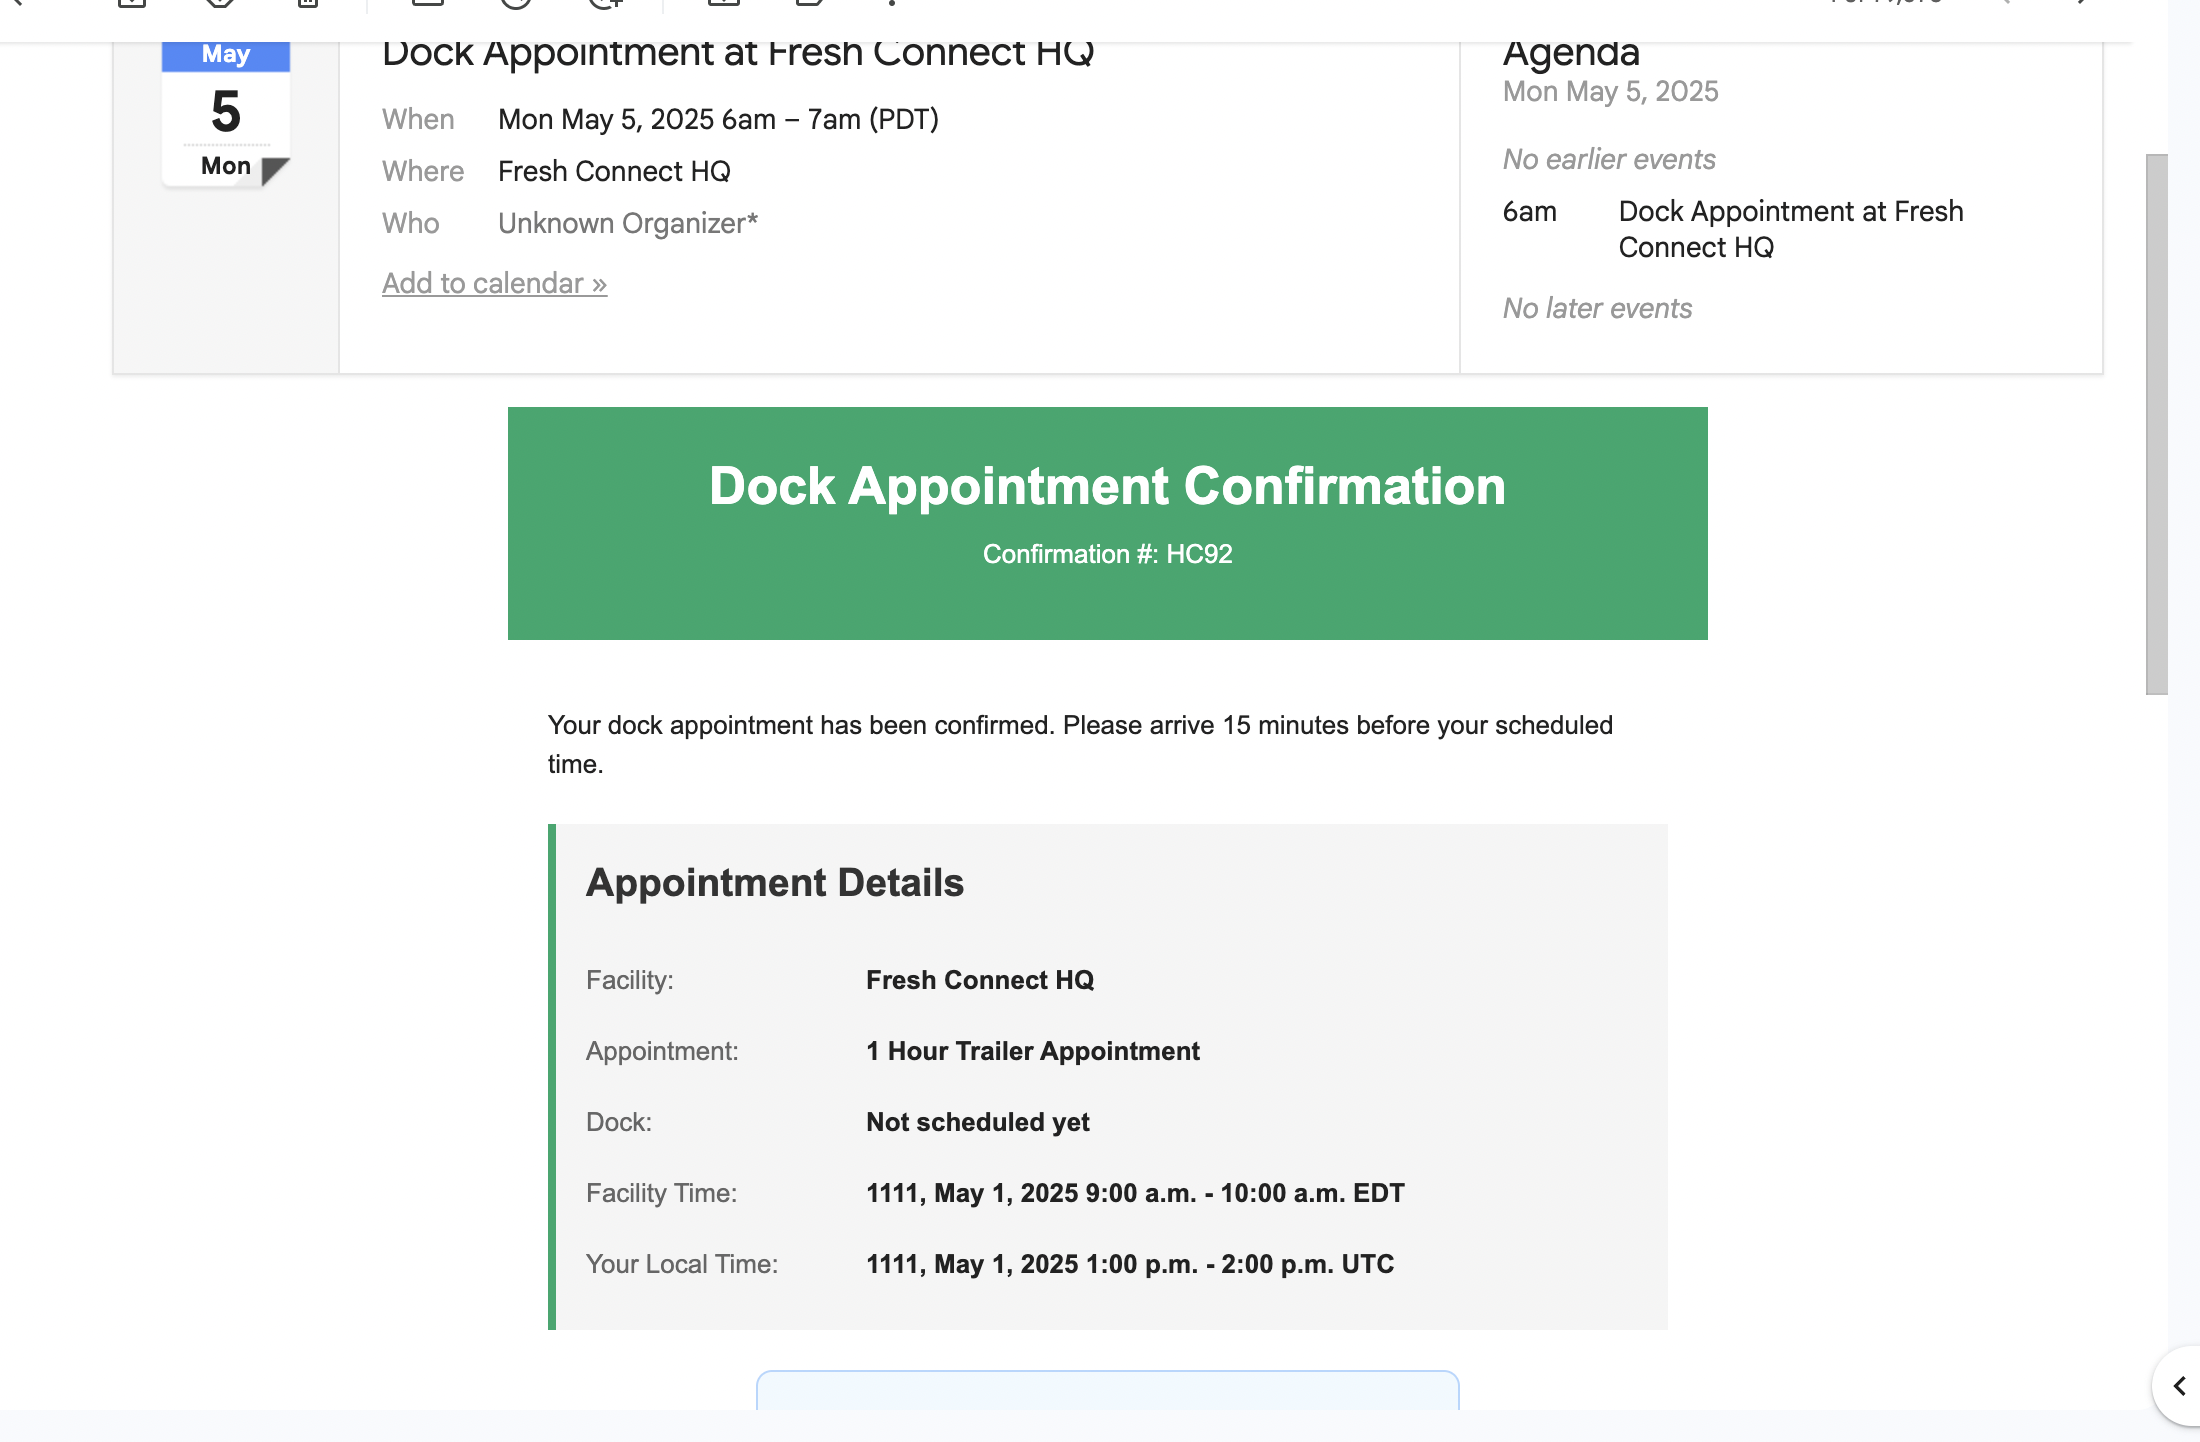 May
5
Mon
Dock Appointment at Fresh Connect HQ
When Mon May 5, 2025 6am – 7am (PDT)
Where Fresh Connect HQ
Who Unknown Organizer*
Add to calendar »
Agenda
Mon May 5, 2025
No earlier events
6am Dock Appointment at Fresh
Connect HQ
No later events
Dock Appointment Confirmation
Confirmation #: HC92
Your dock appointment has been confirmed. Please arrive 15 minutes before your scheduled
time.
Appointment Details
Facility: Fresh Connect HQ
Appointment: 1 Hour Trailer Appointment
Dock: Not scheduled yet
Facility Time: 1111, May 1, 2025 9:00 a.m. - 10:00 a.m. EDT
Your Local Time: 1111, May 1, 2025 1:00 p.m. - 2:00 p.m. UTC